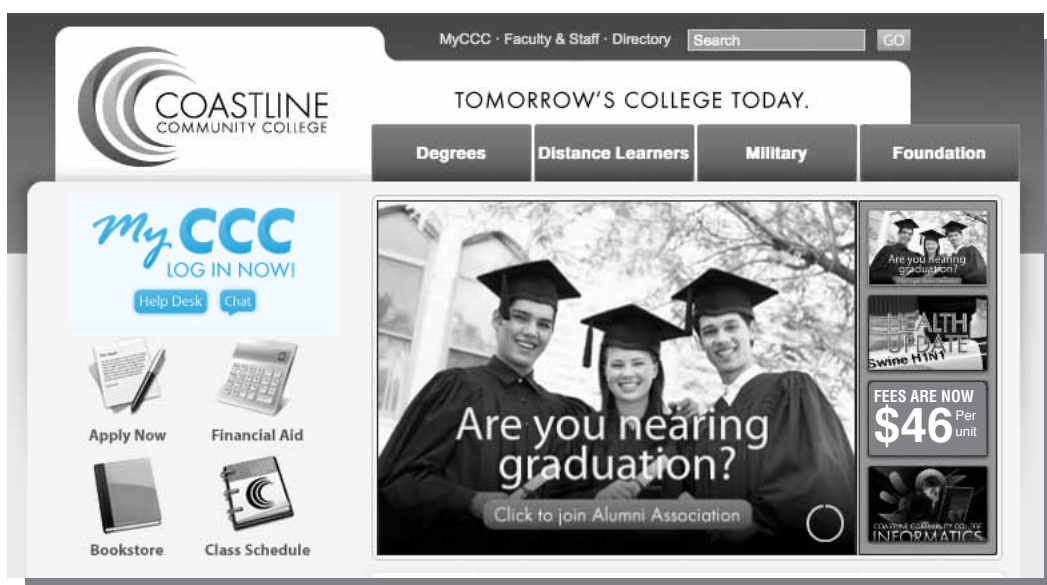 MyCCC · Faculty & Staff · Directory
Search
GO
COASTLINE
COMMUNITY COLLEGE
TOMORROW'S COLLEGE TODAY.
Degrees
Distance Learners
Military
Foundation
My CCC
LOG IN NOW!
Help Desk
Chat
Apply Now
Financial Aid
Bookstore
Class Schedule
Are you nearing
graduation?
Click to join Alumni Association
Are you nearing
graduation?
HEALTH
UPDATE
Swine H1N1
FEES ARE NOW
$46 Per
unit
COASTLINE COMMUNITY COLLEGE
INFORMATICS